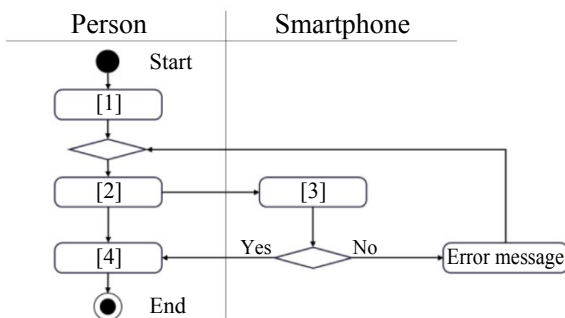 Person Smartphone
Start
[1]
[2] [3]
[4] Yes No Error message
End